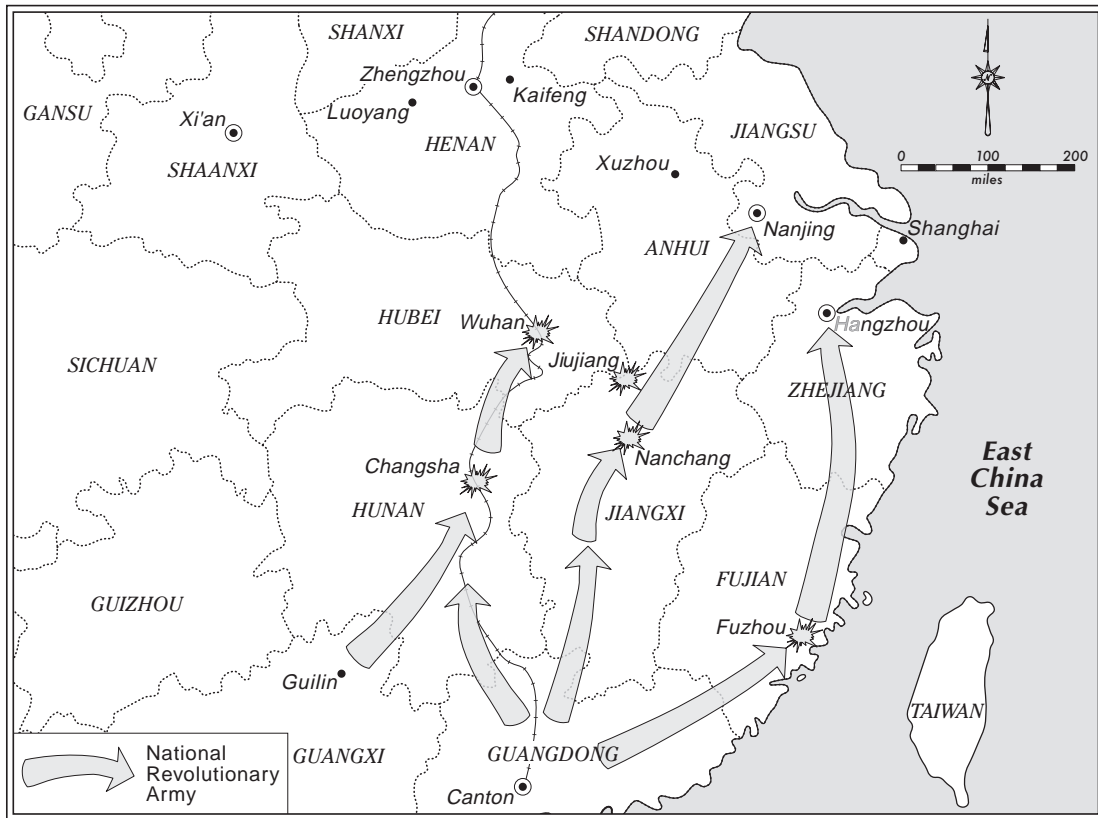 SHANXI
SHANDONG
Zhengzhou
Kaifeng
GANSU
Luoyang
Xi'an
HENAN
JIANGSU
N
SHAANXI
Xuzhou
0 100 200
miles
Nanjing
Shanghai
ANHUI
HUBEI
Wuhan
Hangzhou
SICHUAN
Jiujiang
ZHEJIANG
East
China
Sea
Changsha
Nanchang
HUNAN
JIANGXI
FUJIAN
GUIZHOU
Fuzhou
Guilin
TAIWAN
GUANGXI
GUANGDONG
National
Revolutionary
Army
Canton